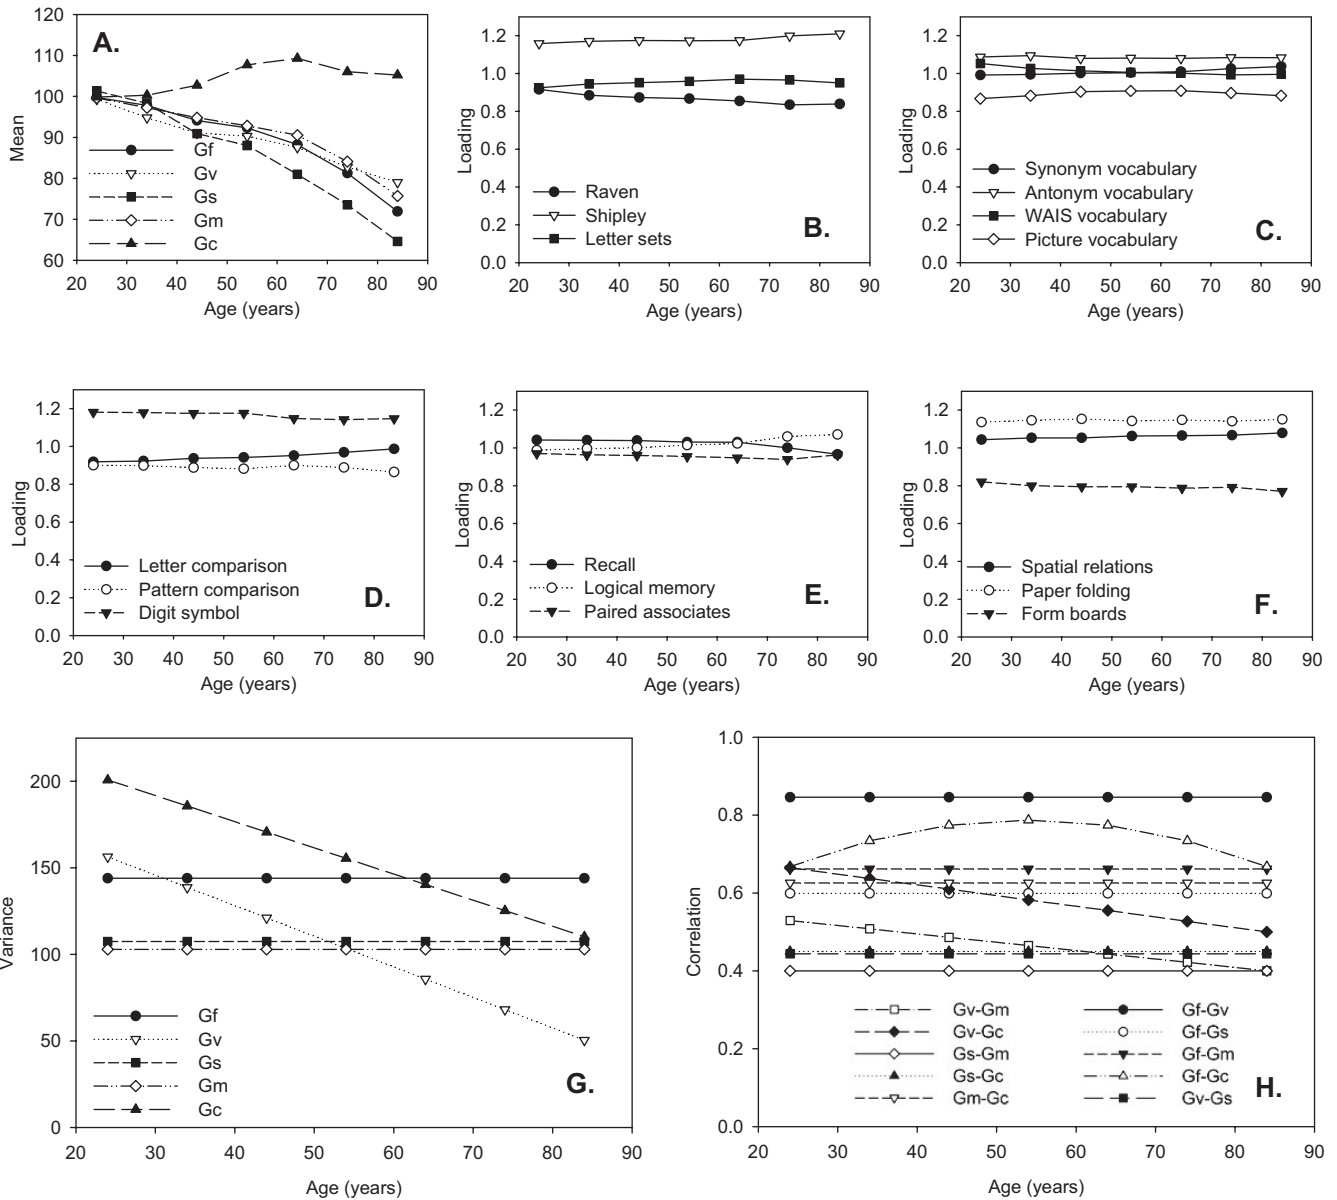 A.
Mean
120
110
100
90
80
70
60
Gf
Gv
Gs
Gm
Gc
20 30 40 50 60 70 80 90
Age (years)
B.
Loading
1.2
1.0
0.8
0.6
0.4
0.2
0.0
Raven
Shipley
Letter sets
20 30 40 50 60 70 80 90
Age (years)
C.
Loading
1.2
1.0
0.8
0.6
0.4
0.2
0.0
Synonym vocabulary
Antonym vocabulary
WAIS vocabulary
Picture vocabulary
20 30 40 50 60 70 80 90
Age (years)
D.
Loading
1.2
1.0
0.8
0.6
0.4
0.2
0.0
Letter comparison
Pattern comparison
Digit symbol
20 30 40 50 60 70 80 90
Age (years)
E.
Loading
1.2
1.0
0.8
0.6
0.4
0.2
0.0
Recall
Logical memory
Paired associates
20 30 40 50 60 70 80 90
Age (years)
F.
Loading
1.2
1.0
0.8
0.6
0.4
0.2
0.0
Spatial relations
Paper folding
Form boards
20 30 40 50 60 70 80 90
Age (years)
G.
Variance
200
150
100
50
0
Gf
Gv
Gs
Gm
Gc
20 30 40 50 60 70 80 90
Age (years)
H.
Correlation
1.0
0.8
0.6
0.4
0.2
0.0
Gv-Gm Gf-Gv
Gv-Gc Gf-Gs
Gs-Gm Gf-Gm
Gs-Gc Gf-Gc
Gm-Gc Gv-Gs
20 30 40 50 60 70 80 90
Age (years)